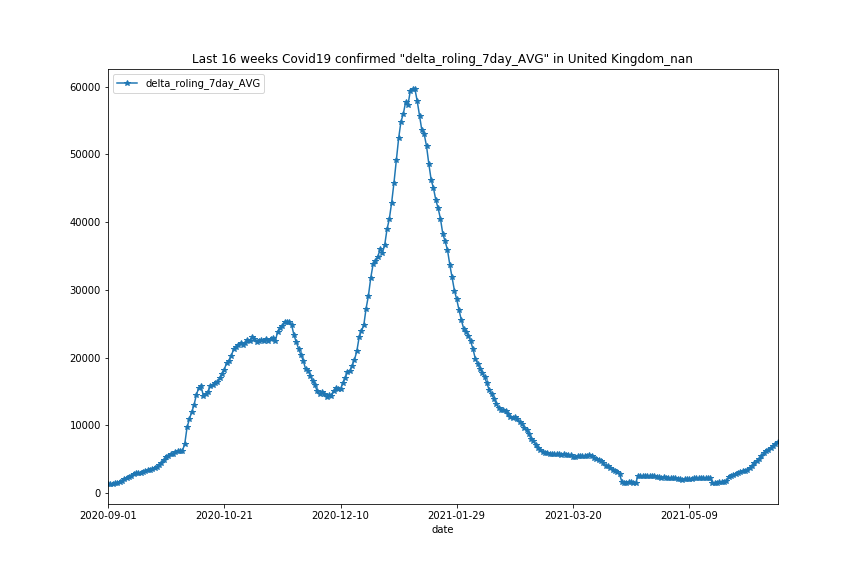 Last 16 weeks Covid19 confirmed "delta_roling_7day_AVG" in United Kingdom_nan
delta_roling_7day_AVG
60000
50000
40000
30000
20000
10000
0
2020-09-01 2020-10-21 2020-12-10 2021-01-29 2021-03-20 2021-05-09
date